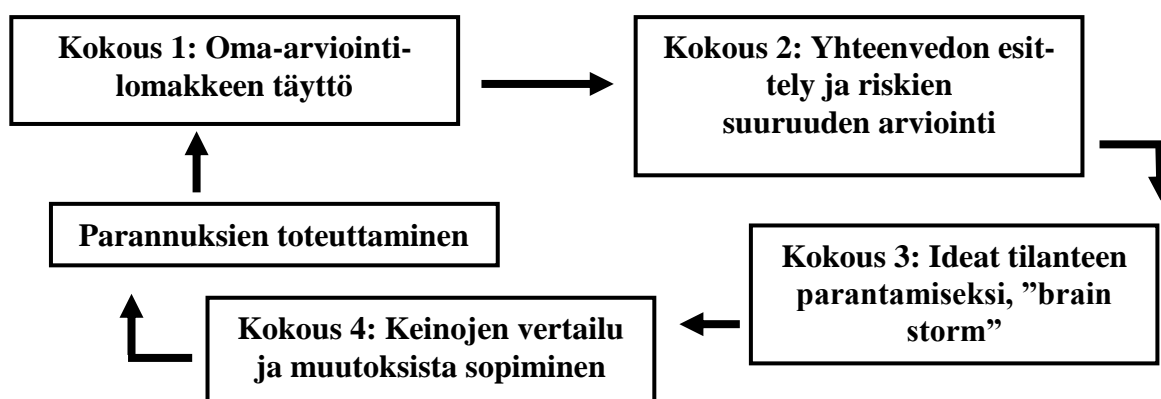 Kokous 1: Oma-arviointi-
lomakkeen täyttö
Kokous 2: Yhteenvedon esit-
tely ja riskien
suuruuden arviointi
Kokous 3: Ideat tilanteen
parantamiseksi, ”brain
storm”
Kokous 4: Keinojen vertailu
ja muutoksista sopiminen
Parannuksien toteuttaminen